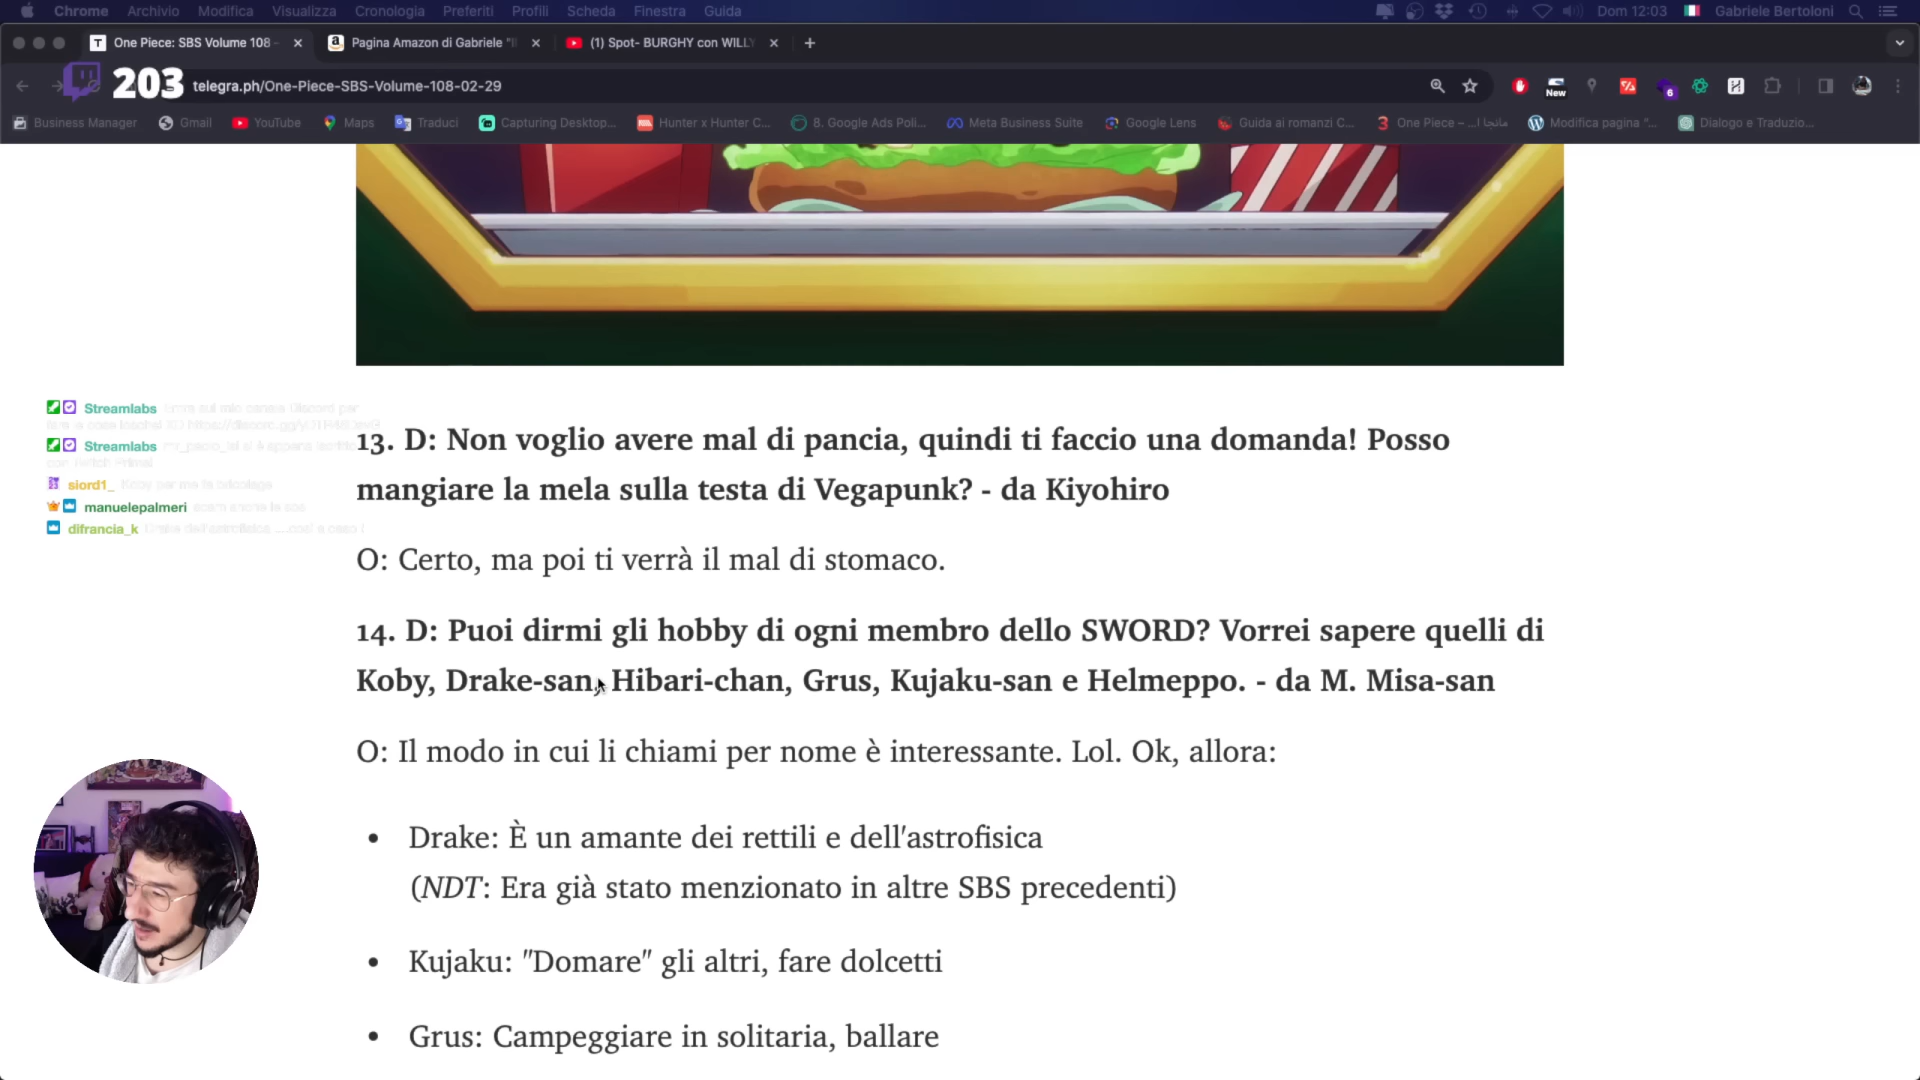 Chrome Archivio Modifica Visualizza Cronologia Preferiti Profili Scheda Finestra Guida Dom 12:03 Gabriele Bertoloni
One Piece: SBS Volume 108 - Pagina Amazon di Gabriele (1) Spot- BURGHY con WILLY
203 telegra.ph/One-Piece-SBS-Volume-108-02-29 New 6
Business Manager Gmail YouTube Maps Traduci Capturing Desktop... Hunter x Hunter C... 8. Google Ads Poli... Meta Business Suite Google Lens Guida ai romanzi C... One Piece – Modifica pagina "... Dialogo e Traduzio...
Streamlabs
Streamlabs
siord1_ Koby per me fa bricolage
manuelepalmeri
difrancia_k
13. D: Non voglio avere mal di pancia, quindi ti faccio una domanda! Posso
mangiare la mela sulla testa di Vegapunk? - da Kiyohiro
O: Certo, ma poi ti verrà il mal di stomaco.
14. D: Puoi dirmi gli hobby di ogni membro dello SWORD? Vorrei sapere quelli di
Koby, Drake-san, Hibari-chan, Grus, Kujaku-san e Helmeppo. - da M. Misa-san
O: Il modo in cui li chiami per nome è interessante. Lol. Ok, allora:
• Drake: È un amante dei rettili e dell'astrofisica
(NDT: Era già stato menzionato in altre SBS precedenti)
• Kujaku: "Domare" gli altri, fare dolcetti
• Grus: Campeggiare in solitaria, ballare